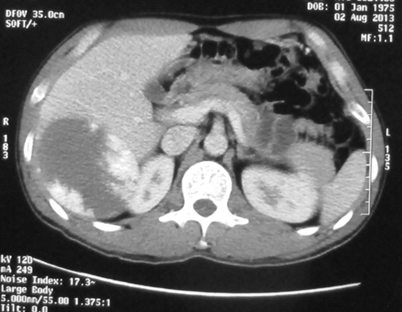 DFOV 35.0cm
SOFT/+
DOB: 01 Jan 1975
02 Aug 2013
512
MF:1.1
R
183
L
135
kV 120
mA 249
Noise Index: 17.3~
Large Body
5.000mm/55.00 1.375:1
Tilt: 0.0